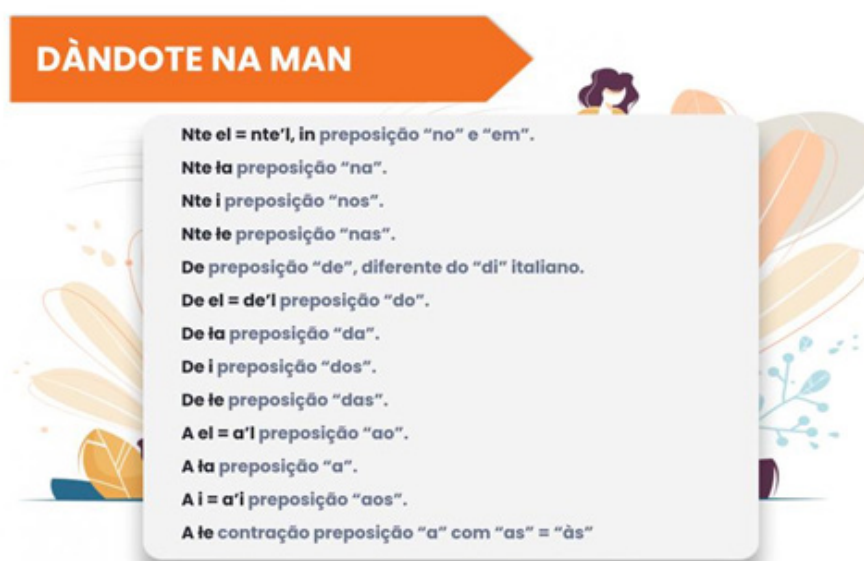 DÀNDOTE NA MAN
Nte el = nte’l, in preposição “no” e “em”.
Nte ła preposição “na”.
Nte i preposição “nos”.
Nte łe preposição “nas”.
De preposição “de”, diferente do “di” italiano.
De el = de’l preposição “do”.
De ła preposição “da”.
De i preposição “dos”.
De łe preposição “das”.
A el = a’l preposição “ao”.
A ła preposição “a”.
A i = a’i preposição “aos”.
A łe contração preposição “a” com “as” = “às”